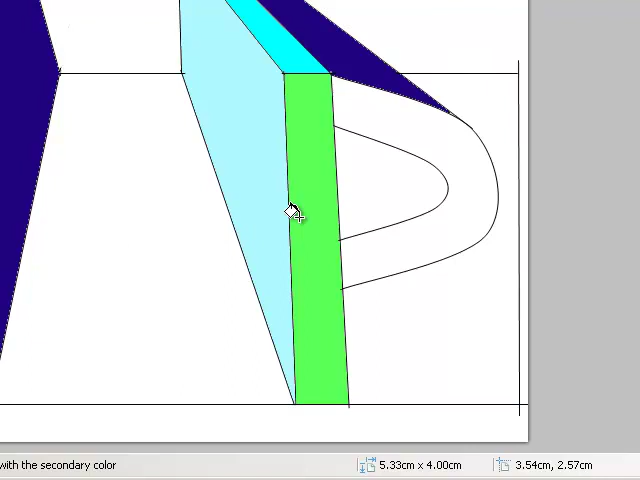 with the secondary color
5.33cm x 4.00cm
3.54cm, 2.57cm